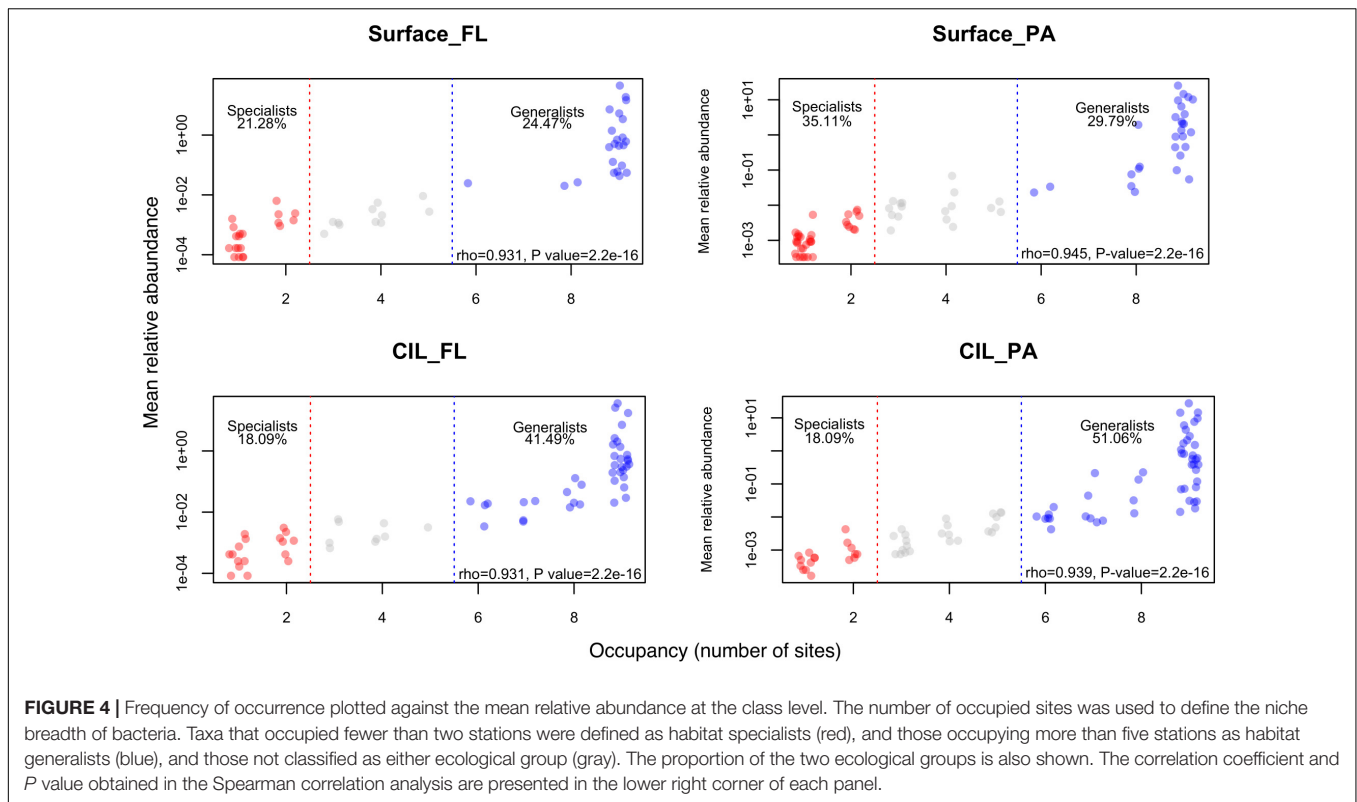 Surface_FL
Surface_PA
Mean relative abaundance
1e-04 1e-02 1e+00
Specialists
21.28%
Generalists
24.47%
rho=0.931, P value=2.2e-16
2 4 6 8
Mean relative abundance
1e-03 1e-01 1e+01
Specialists
35.11%
Generalists
29.79%
rho=0.945, P-value=2.2e-16
2 4 6 8
CIL_FL
CIL_PA
1e-04 1e-02 1e+00
Specialists
18.09%
Generalists
41.49%
rho=0.931, P value=2.2e-16
2 4 6 8
Mean relative abundance
1e-03 1e-01 1e+01
Specialists
18.09%
Generalists
51.06%
rho=0.939, P-value=2.2e-16
2 4 6 8
Occupancy (number of sites)
FIGURE 4 | Frequency of occurrence plotted against the mean relative abundance at the class level. The number of occupied sites was used to define the niche
breadth of bacteria. Taxa that occupied fewer than two stations were defined as habitat specialists (red), and those occupying more than five stations as habitat
generalists (blue), and those not classified as either ecological group (gray). The proportion of the two ecological groups is also shown. The correlation coefficient and
P value obtained in the Spearman correlation analysis are presented in the lower right corner of each panel.